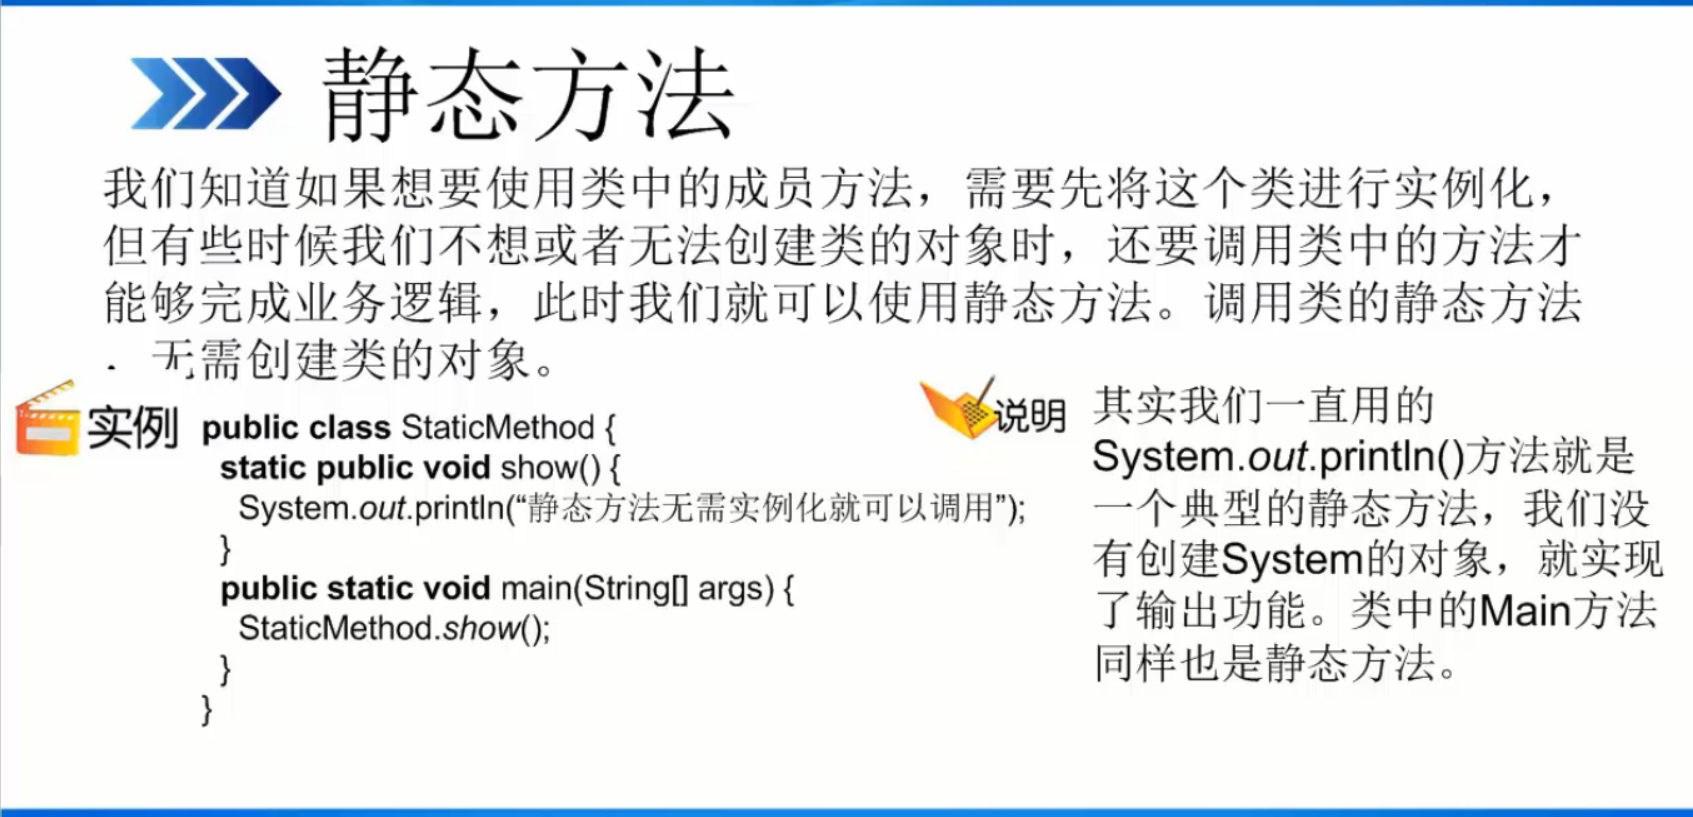 静态方法
我们知道如果想要使用类中的成员方法，需要先将这个类进行实例化，
但有些时候我们不想或者无法创建类的对象时，还要调用类中的方法才
能够完成业务逻辑，此时我们就可以使用静态方法。调用类的静态方法
．无需创建类的对象。
实例
public class StaticMethod {
static public void show() {
System.out.println(“静态方法无需实例化就可以调用”);
}
public static void main(String[] args) {
StaticMethod.show();
}
}
说明
其实我们一直用的
System.out.println()方法就是
一个典型的静态方法，我们没
有创建System的对象，就实现
了输出功能。类中的Main方法
同样也是静态方法。